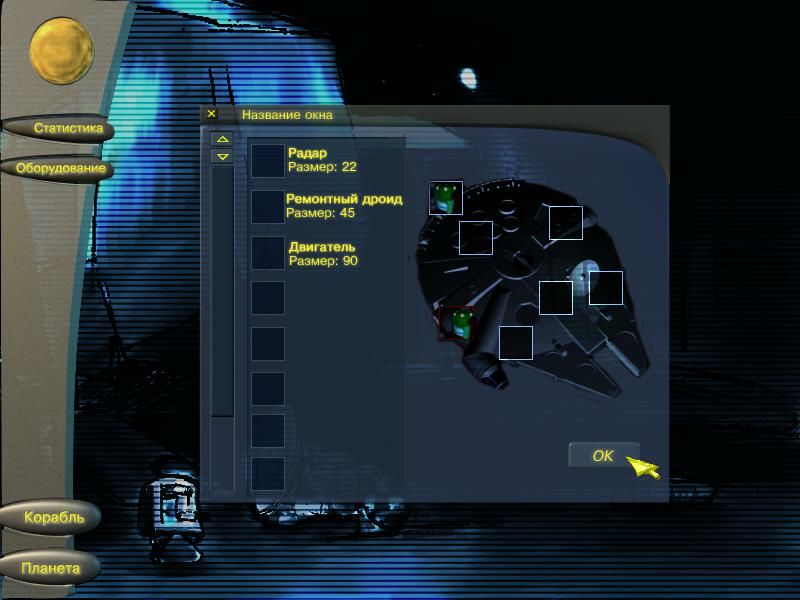 Название окна
Статистика
Оборудование
Радар
Размер: 22
Ремонтный дроид
Размер: 45
Двигатель
Размер: 90
OK
Корабль
Планета